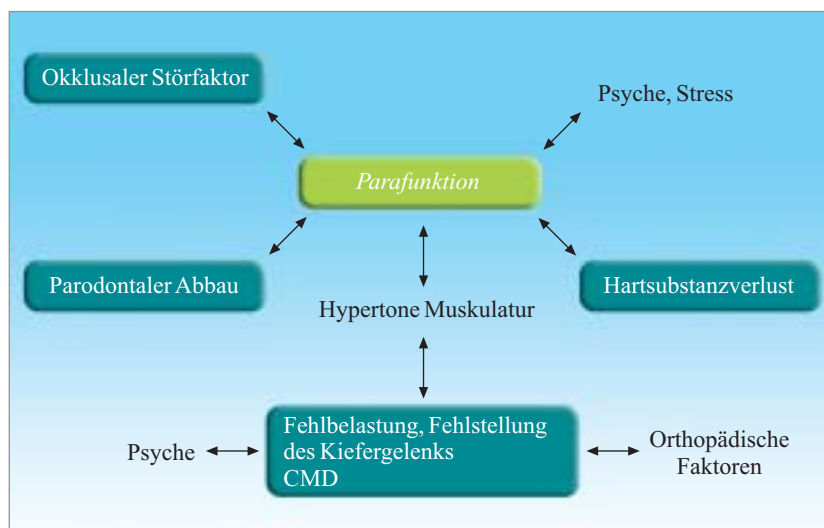 Okklusaler Störfaktor
Psyche, Stress
Parafunktion
Parodontaler Abbau
Hartsubstanzverlust
Hypertone Muskulatur
Fehlbelastung, Fehlstellung
des Kiefergelenks
CMD
Psyche
Orthopädische
Faktoren